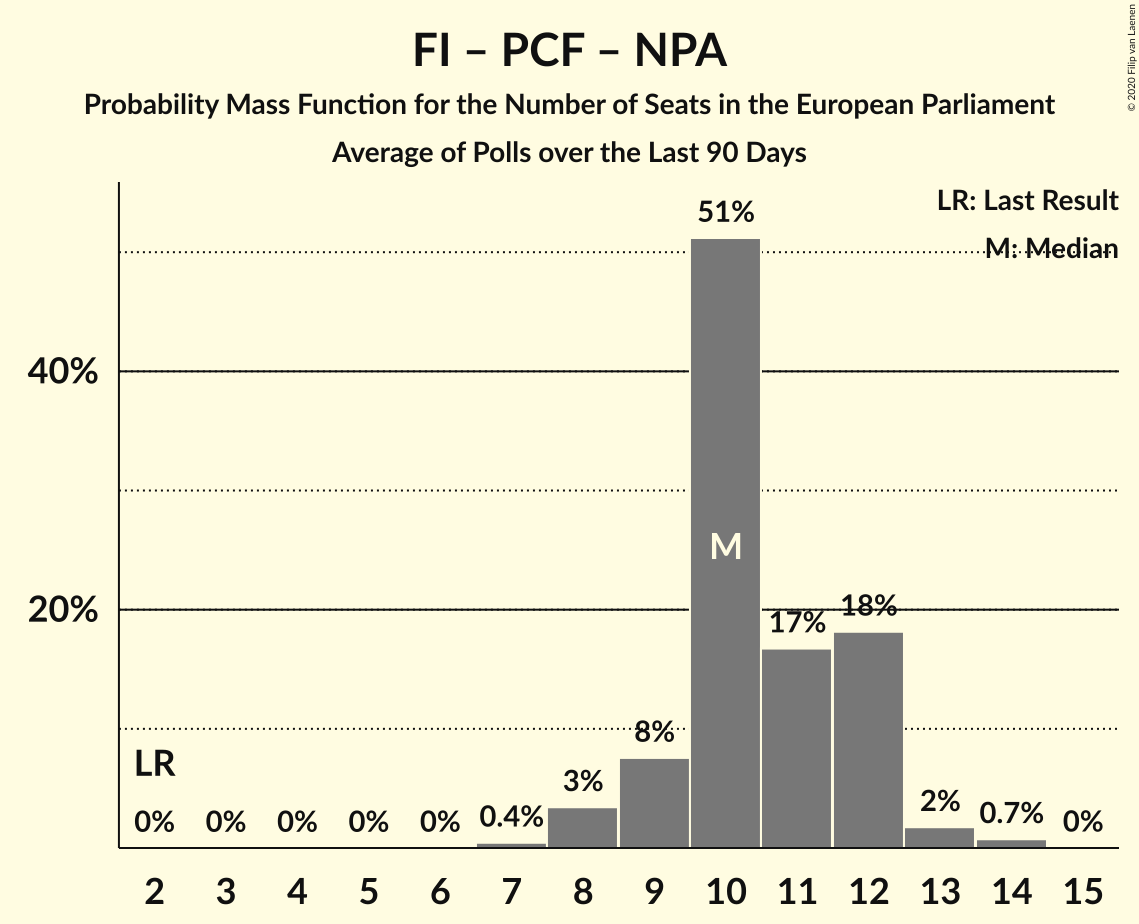 FI – PCF – NPA
Probability Mass Function for the Number of Seats in the European Parliament
Average of Polls over the Last 90 Days
© 2020 Filip van Laenen
LR: Last Result
M: Median
51%
40%
M
20%
18%
17%
8%
LR
3%
2%
0% 0% 0% 0% 0% 0.4% 0.7% 0%
2 3 4 5 6 7 8 9 10 11 12 13 14 15